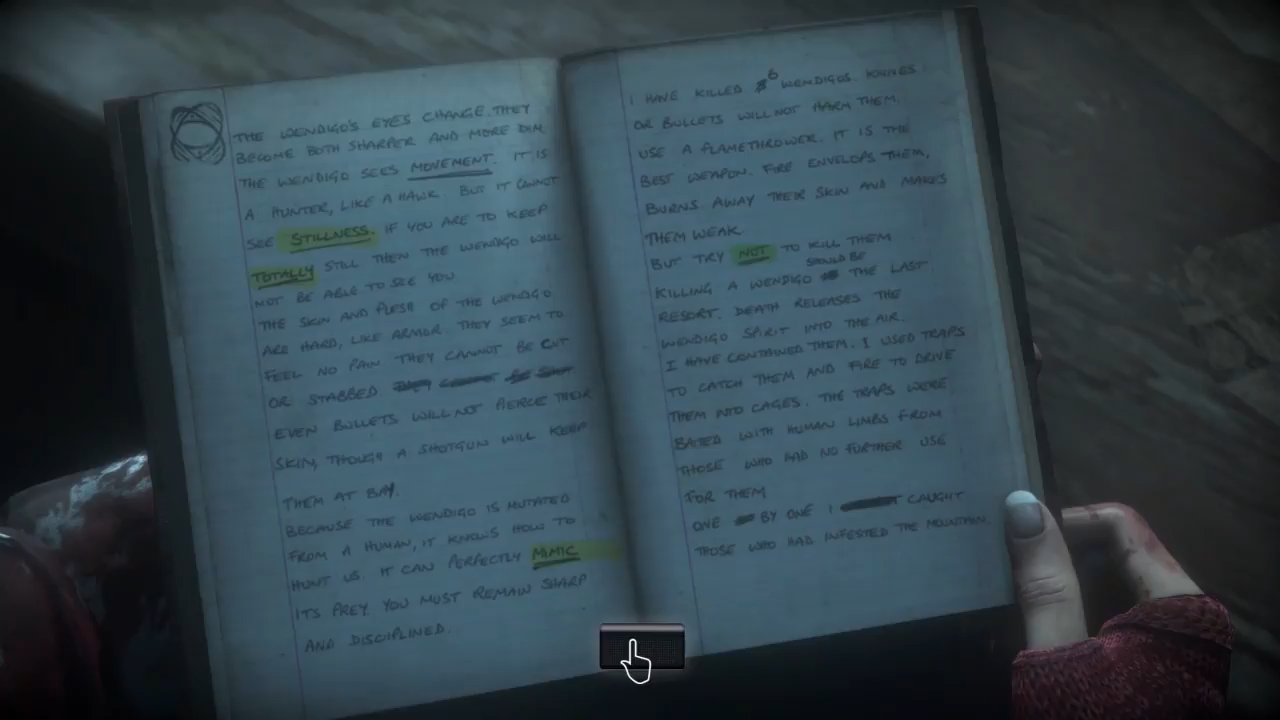 THE WENDIGO'S EYES CHANGE. THEY
BECOME BOTH SHARPER AND MORE DIM.
THE WENDIGO SEES MOVEMENT. IT IS
A HUNTER, LIKE A HAWK. BUT IT CANNOT
SEE STILLNESS. IF YOU ARE TO KEEP
TOTALLY STILL THEN THE WENDIGO WILL
NOT BE ABLE TO SEE YOU
THE SKIN AND FLESH OF THE WENDIGO
ARE HARD, LIKE ARMOR. THEY SEEM TO
FEEL NO PAIN THEY CANNOT BE CUT
OR STABBED
EVEN BULLETS WILL NOT PIERCE THEIR
SKIN, THOUGH A SHOTGUN WILL KEEP
THEM AT BAY.
BECAUSE THE WENDIGO IS MUTATED
FROM A HUMAN, IT KNOWS HOW TO
HUNT US. IT CAN PERFECTLY MIMIC
ITS PREY. YOU MUST REMAIN SHARP
AND DISCIPLINED.
I HAVE KILLED 6 WENDIGOS. KNIVES
OR BULLETS WILL NOT HARM THEM.
USE A FLAMETHROWER. IT IS THE
BEST WEAPON. FIRE ENVELOPS THEM,
BURNS AWAY THEIR SKIN AND MAKES
THEM WEAK
BUT TRY NOT TO KILL THEM
KILLING A WENDIGO SHOULD BE THE LAST
RESORT. DEATH RELEASES THE
WENDIGO SPIRIT INTO THE AIR.
I HAVE CONTAINED THEM. I USED TRAPS
TO CATCH THEM AND FIRE TO DRIVE
THEM INTO CAGES. THE TRAPS WERE
BAITED WITH HUMAN LIMBS FROM
THOSE WHO HAD NO FURTHER USE
FOR THEM
ONE BY ONE I CAUGHT
THOSE WHO HAD INFESTED THE MOUNTAIN.